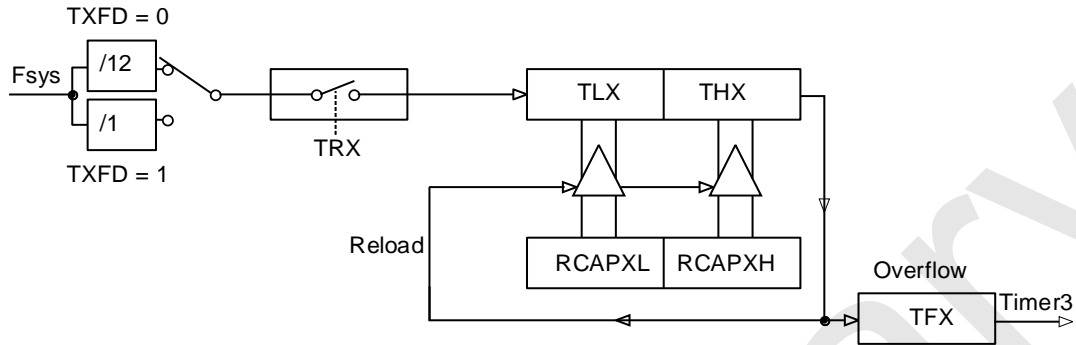 TXFD = 0
/12
Fsys
/1
TXFD = 1
TRX
TLX
THX
Reload
RCAPXL
RCAPXH
Overflow
TFX
Timer3